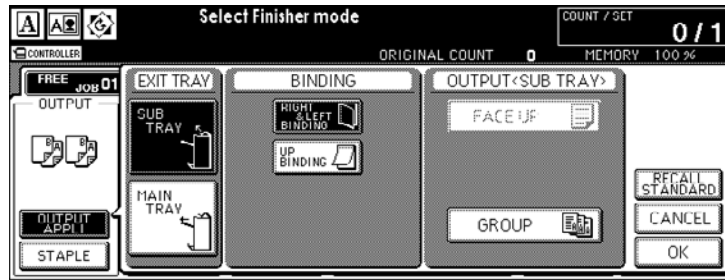 A A
Select Finisher mode
COUNT / SET
0 / 1
CONTROLLER
ORIGINAL COUNT 0 MEMORY 100 %
FREE JOB 01
EXIT TRAY
BINDING
OUTPUT<SUB TRAY>
OUTPUT
SUB TRAY
RIGHT &LEFT BINDING
FACE UP
UP BINDING
MAIN TRAY
RECALL STANDARD
OUTPUT APPLI
GROUP
CANCEL
STAPLE
OK